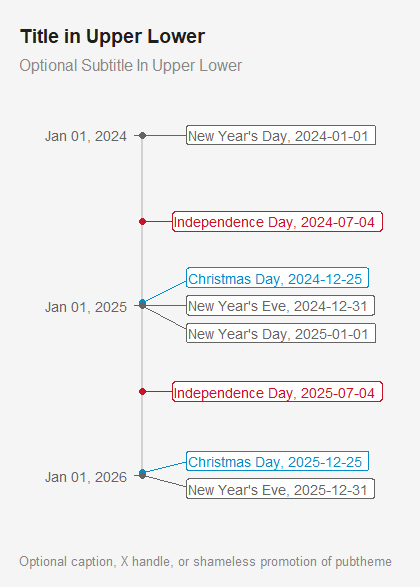 Title in Upper Lower
Optional Subtitle In Upper Lower
Jan 01, 2024
New Year's Day, 2024-01-01
Independence Day, 2024-07-04
Christmas Day, 2024-12-25
Jan 01, 2025
New Year's Eve, 2024-12-31
New Year's Day, 2025-01-01
Independence Day, 2025-07-04
Christmas Day, 2025-12-25
Jan 01, 2026
New Year's Eve, 2025-12-31
Optional caption, X handle, or shameless promotion of pubtheme